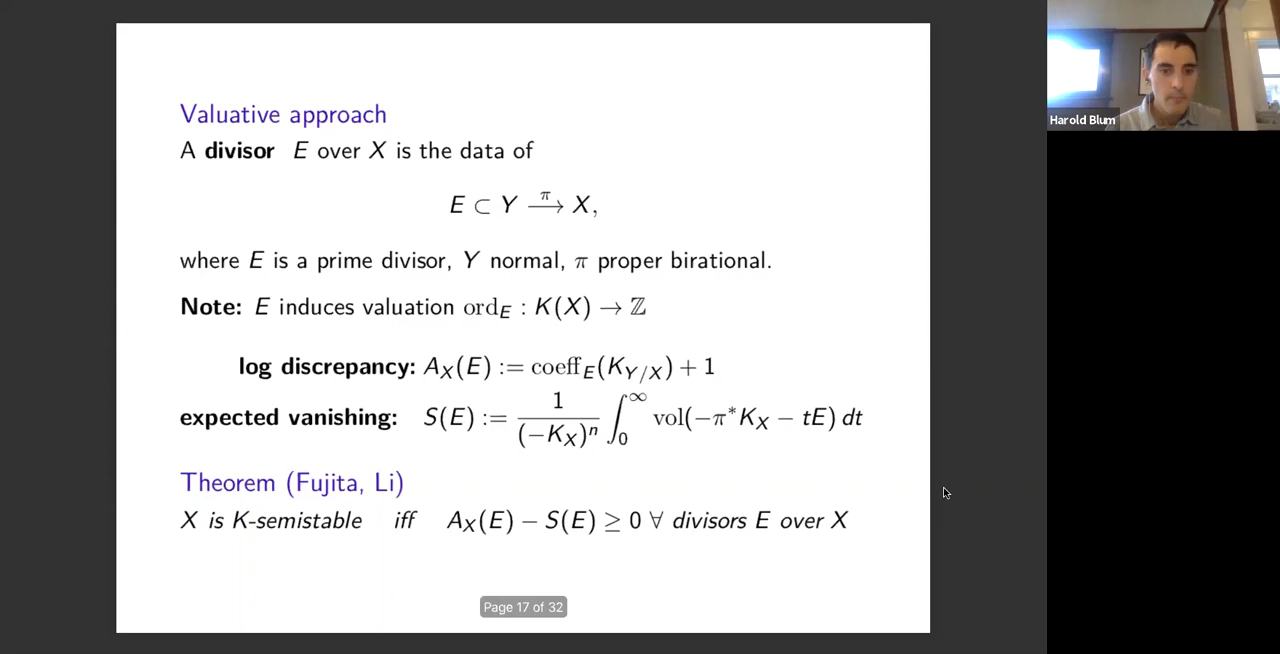 Valuative approach
A divisor E over X is the data of
E ⊂ Y —π→ X,
where E is a prime divisor, Y normal, π proper birational.
Note: E induces valuation ord_E : K(X) → ℤ
log discrepancy: A_X(E) := coeff_E(K_{Y/X}) + 1
expected vanishing: S(E) := \frac{1}{(-K_X)^n} \int_0^∞ vol(-π^*K_X - tE) dt
Theorem (Fujita, Li)
X is K-semistable iff A_X(E) - S(E) ≥ 0 ∀ divisors E over X
Page 17 of 32
Harold Blum